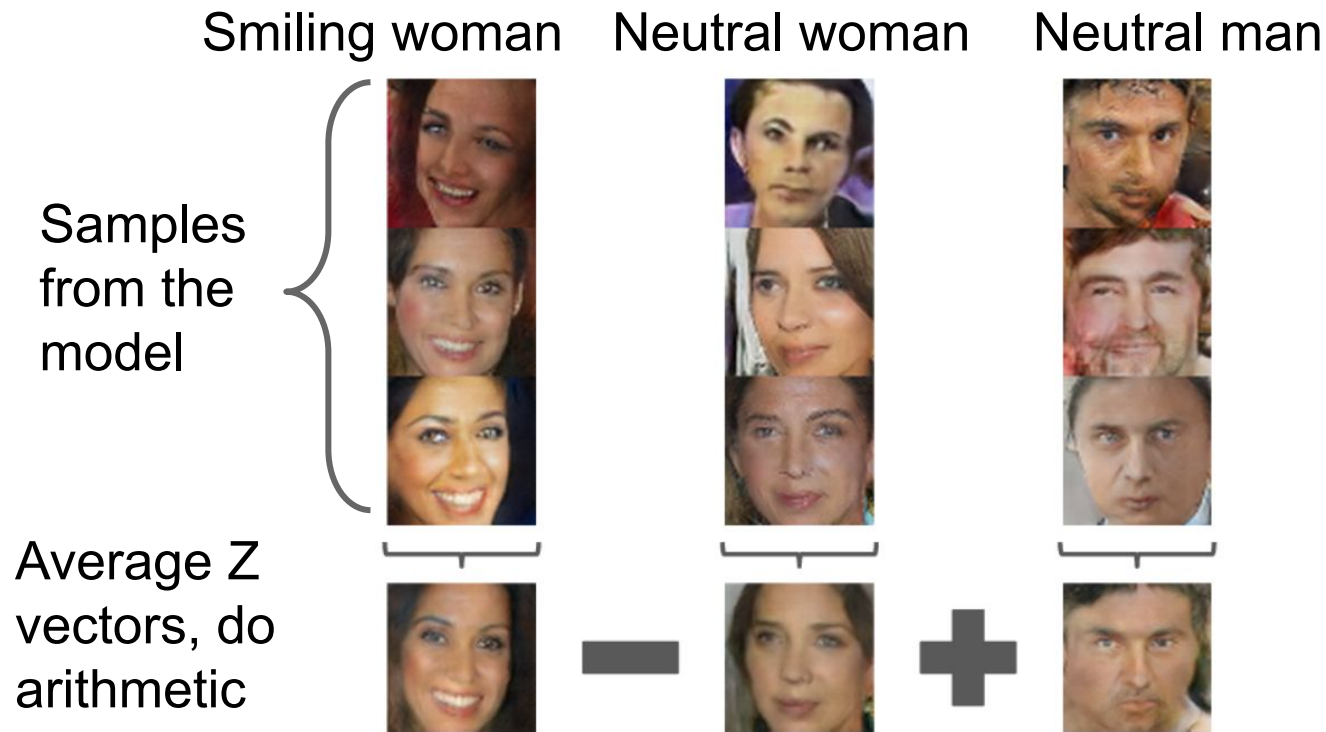 Smiling woman Neutral woman Neutral man
Samples
from the
model
Average Z
vectors, do
arithmetic